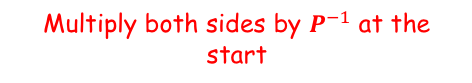 Multiply both sides by 𝑷⁻¹ at the
start